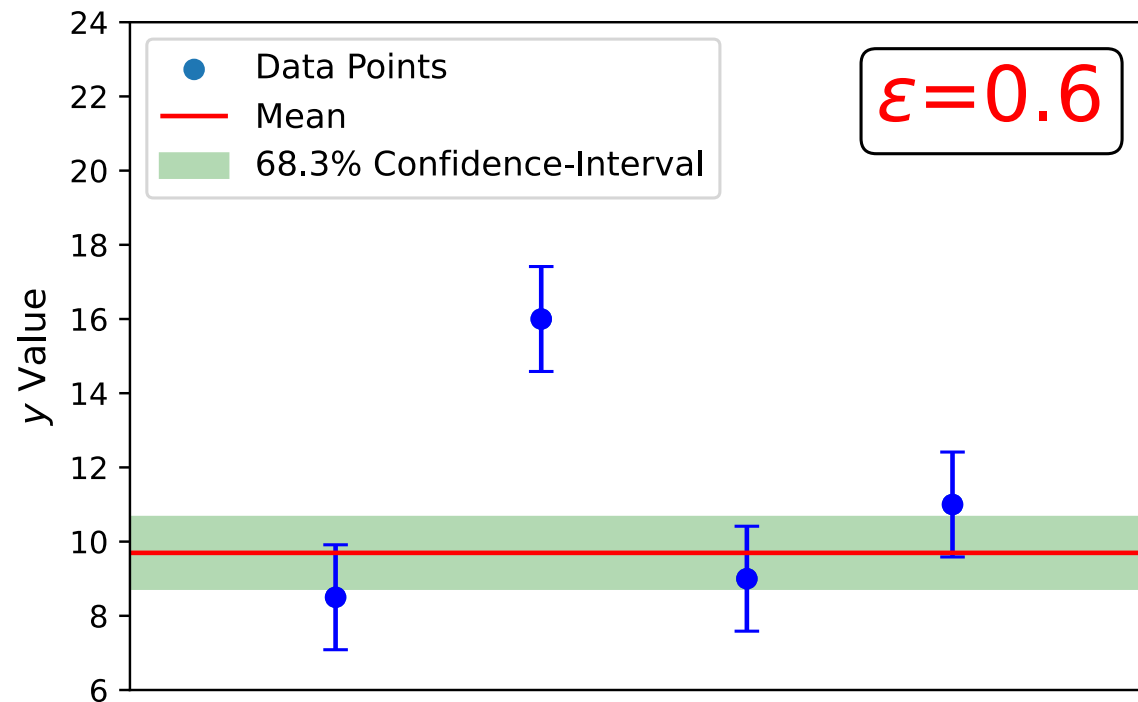 24
22
20
18
16
14
12
10
8
6
y Value
Data Points
Mean
68.3% Confidence-Interval
ε=0.6